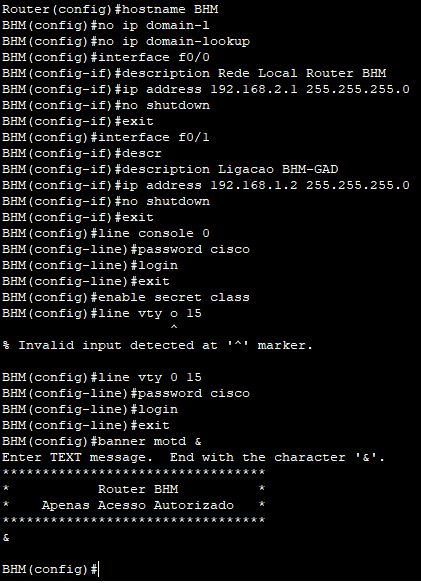 Router(config)#hostname BHM
BHM(config)#no ip domain-l
BHM(config)#no ip domain-lookup
BHM(config)#interface f0/0
BHM(config-if)#description Rede Local Router BHM
BHM(config-if)#ip address 192.168.2.1 255.255.255.0
BHM(config-if)#no shutdown
BHM(config-if)#exit
BHM(config)#interface f0/1
BHM(config-if)#descr
BHM(config-if)#description Ligacao BHM-GAD
BHM(config-if)#ip address 192.168.1.2 255.255.255.0
BHM(config-if)#no shutdown
BHM(config-if)#exit
BHM(config)#line console 0
BHM(config-line)#password cisco
BHM(config-line)#login
BHM(config-line)#exit
BHM(config)#enable secret class
BHM(config)#line vty o 15
                     ^
% Invalid input detected at '^' marker.

BHM(config)#line vty 0 15
BHM(config-line)#password cisco
BHM(config-line)#login
BHM(config-line)#exit
BHM(config)#banner motd &
Enter TEXT message.  End with the character '&'.
*********************************
*           Router BHM          *
*    Apenas Acesso Autorizado   *
*********************************
&

BHM(config)#